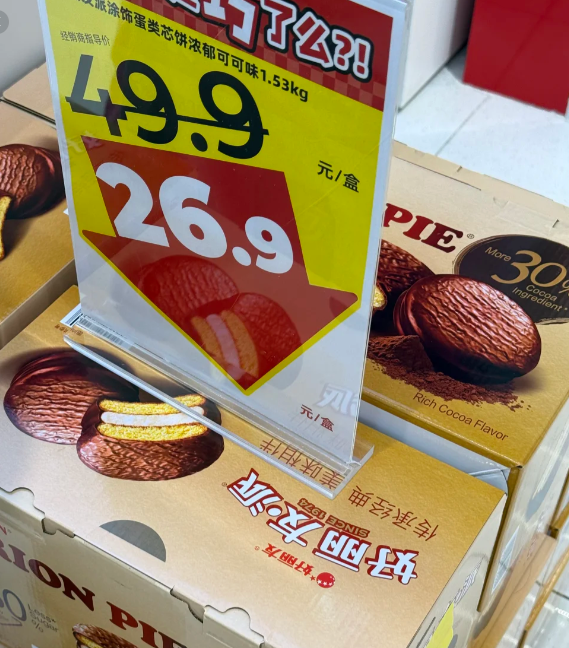 了么?!
派涂饰蛋类芯饼浓郁可可味1.53kg
经销商指导价
49.9
元/盒
26.9
元/盒
PIE®
More
30%
Cocoa
Ingredient*
Rich Cocoa Flavor
美味相伴
传承经典
好丽友·派®
SINCE 1974
好丽友®
RION PIE